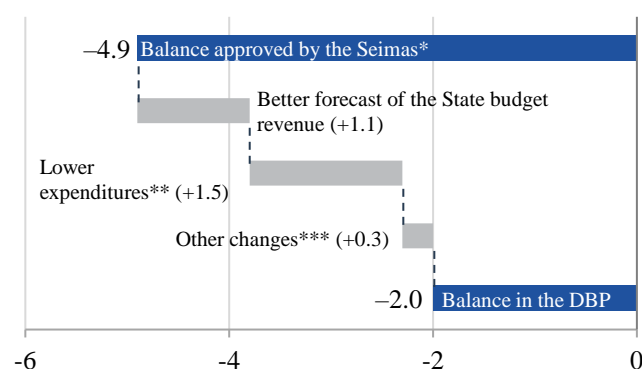 –4.9 Balance approved by the Seimas*
Better forecast of the State budget
revenue (+1.1)
Lower
expenditures** (+1.5)
Other changes*** (+0.3)
–2.0 Balance in the DBP
-6 -4 -2 0